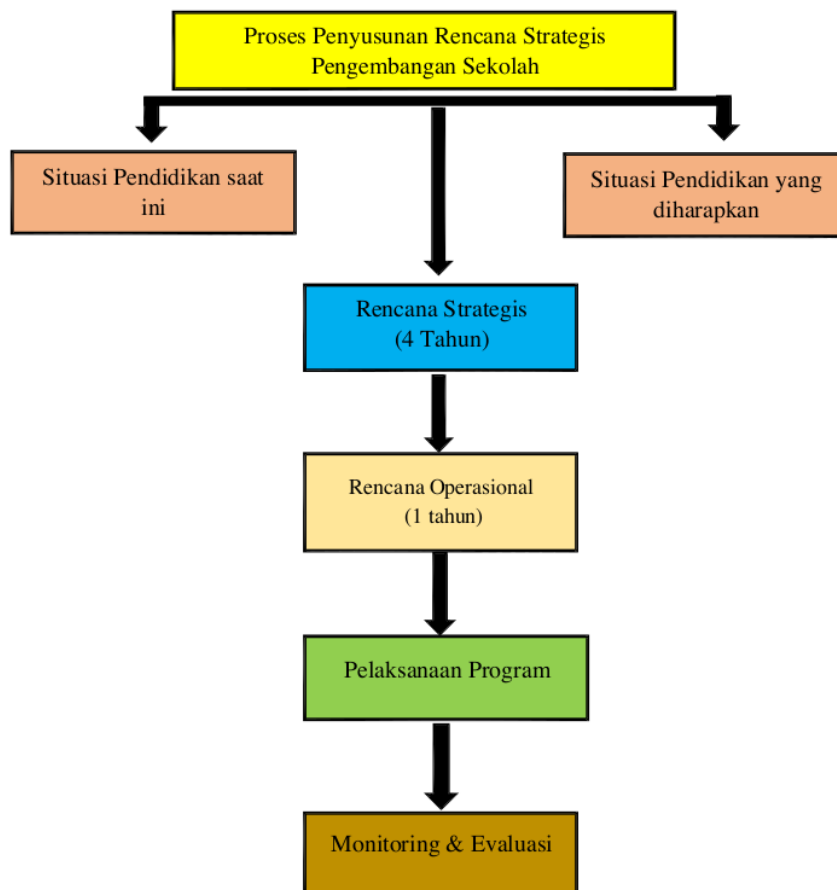 Proses Penyusunan Rencana Strategis
Pengembangan Sekolah
Situasi Pendidikan saat
ini
Situasi Pendidikan yang
diharapkan
Rencana Strategis
(4 Tahun)
Rencana Operasional
(1 tahun)
Pelaksanaan Program
Monitoring & Evaluasi